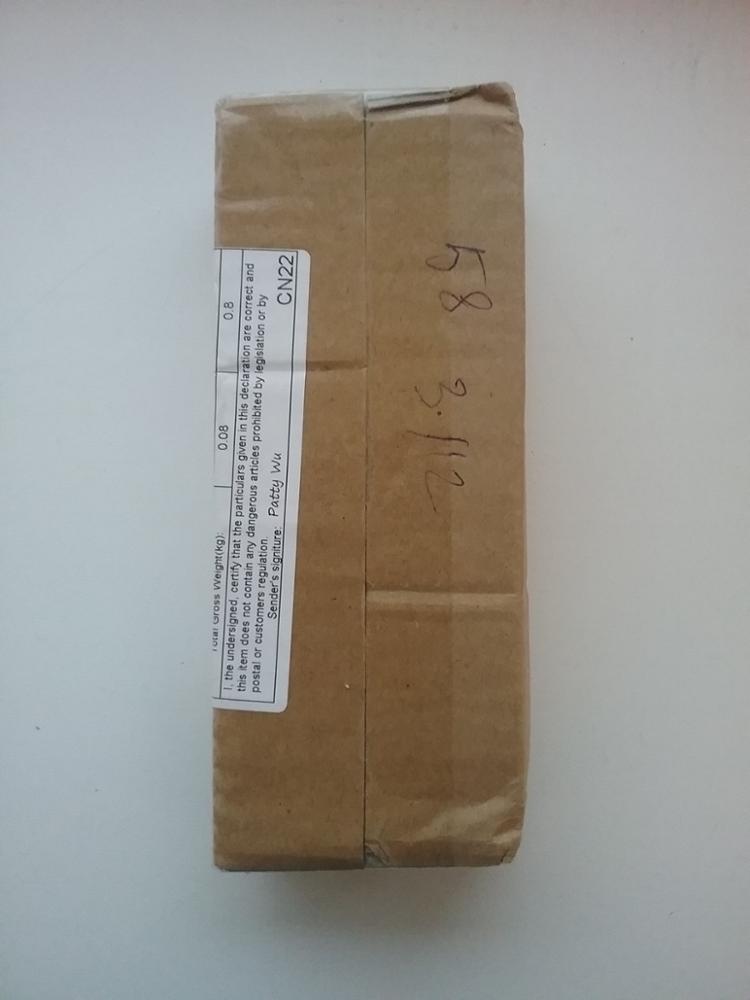 Total Gross Weight(kg): 0.08 0.8
I, the undersigned, certify that the particulars given in this declaration are correct and
this item does not contain any dangerous articles prohibited by legislation or by
postal or customers regulation.
Sender's signiture: Patty Wu
CN22
58 3.112